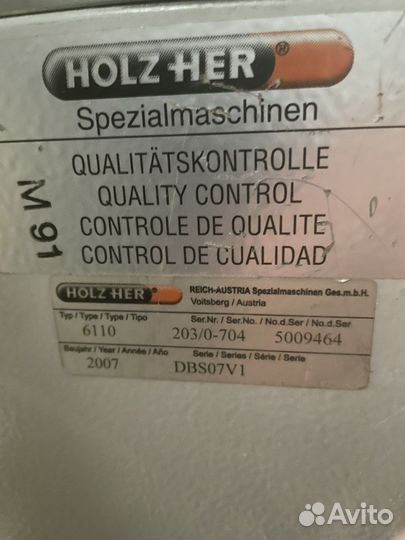 HOLZ-HER®
Spezialmaschinen
QUALITÄTSKONTROLLE
QUALITY CONTROL
CONTROLE DE QUALITE
CONTROL DE CUALIDAD
M 91
HOLZ-HER® REICH-AUSTRIA Spezialmaschinen Ges.m.b.H.
Voitsberg / Austria
Typ / Type / Type / Tipo Ser.Nr. / Ser.No. / No.d.Ser / No.d.Ser
6110 203/0-704 5009464
Baujahr / Year / Année / Año Serie / Series / Série / Serie
2007 DBS07V1
Avito